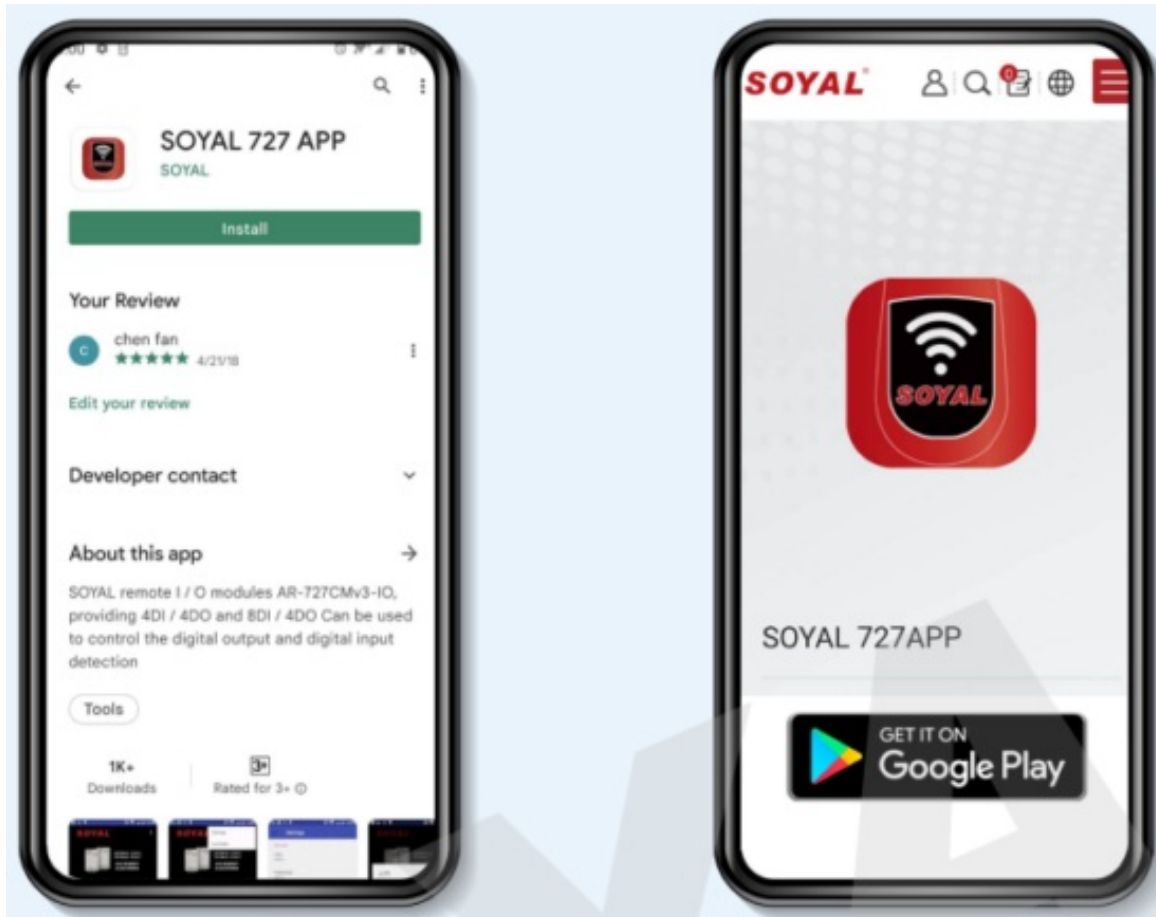 SOYAL 727 APP
SOYAL
Install
Your Review
C
chen fan
4/21/18
Edit your review
Developer contact
About this app
SOYAL remote I / O modules AR-727CMv3-IO,
providing 4DI / 4DO and 8DI / 4DO Can be used
to control the digital output and digital input
detection
Tools
1K+
Downloads
3+
Rated for 3+
SOYAL
SOYAL
SOYAL®
0
SOYAL
SOYAL 727APP
GET IT ON
Google Play